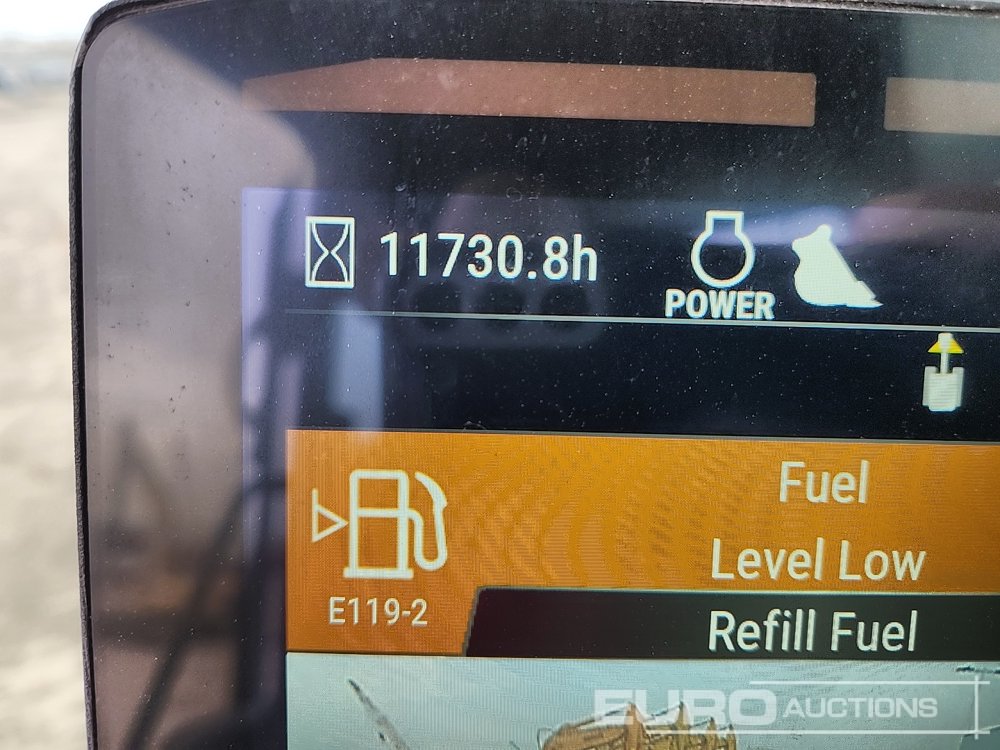 11730.8h
POWER
Fuel
Level Low
E119-2
Refill Fuel
EURO AUCTIONS